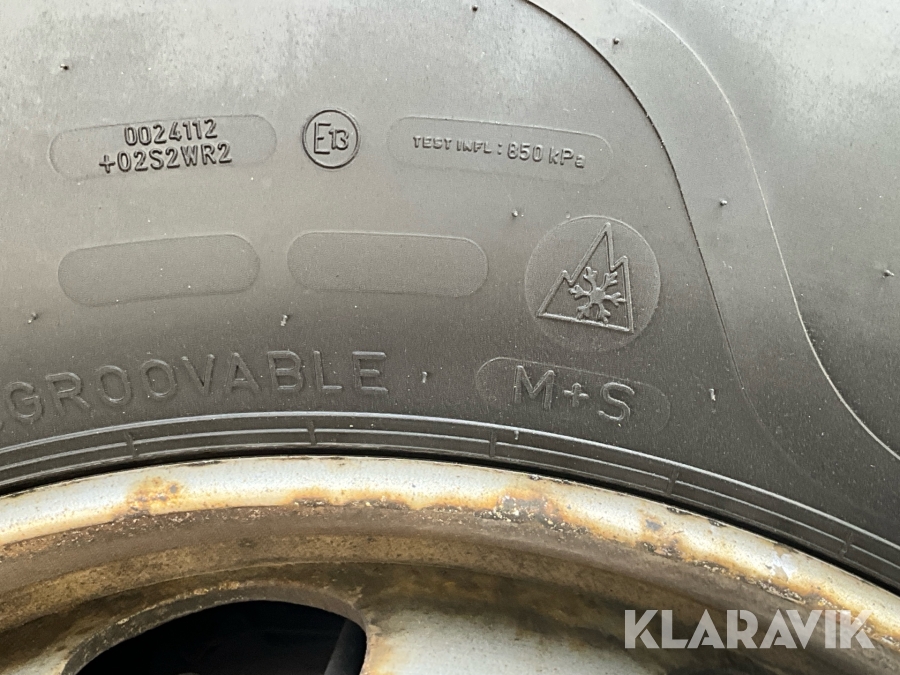 0024112
+02S2WR2
E13
TEST INFL: 850 kPa
GROOVABLE
M+S
KLARAVIK